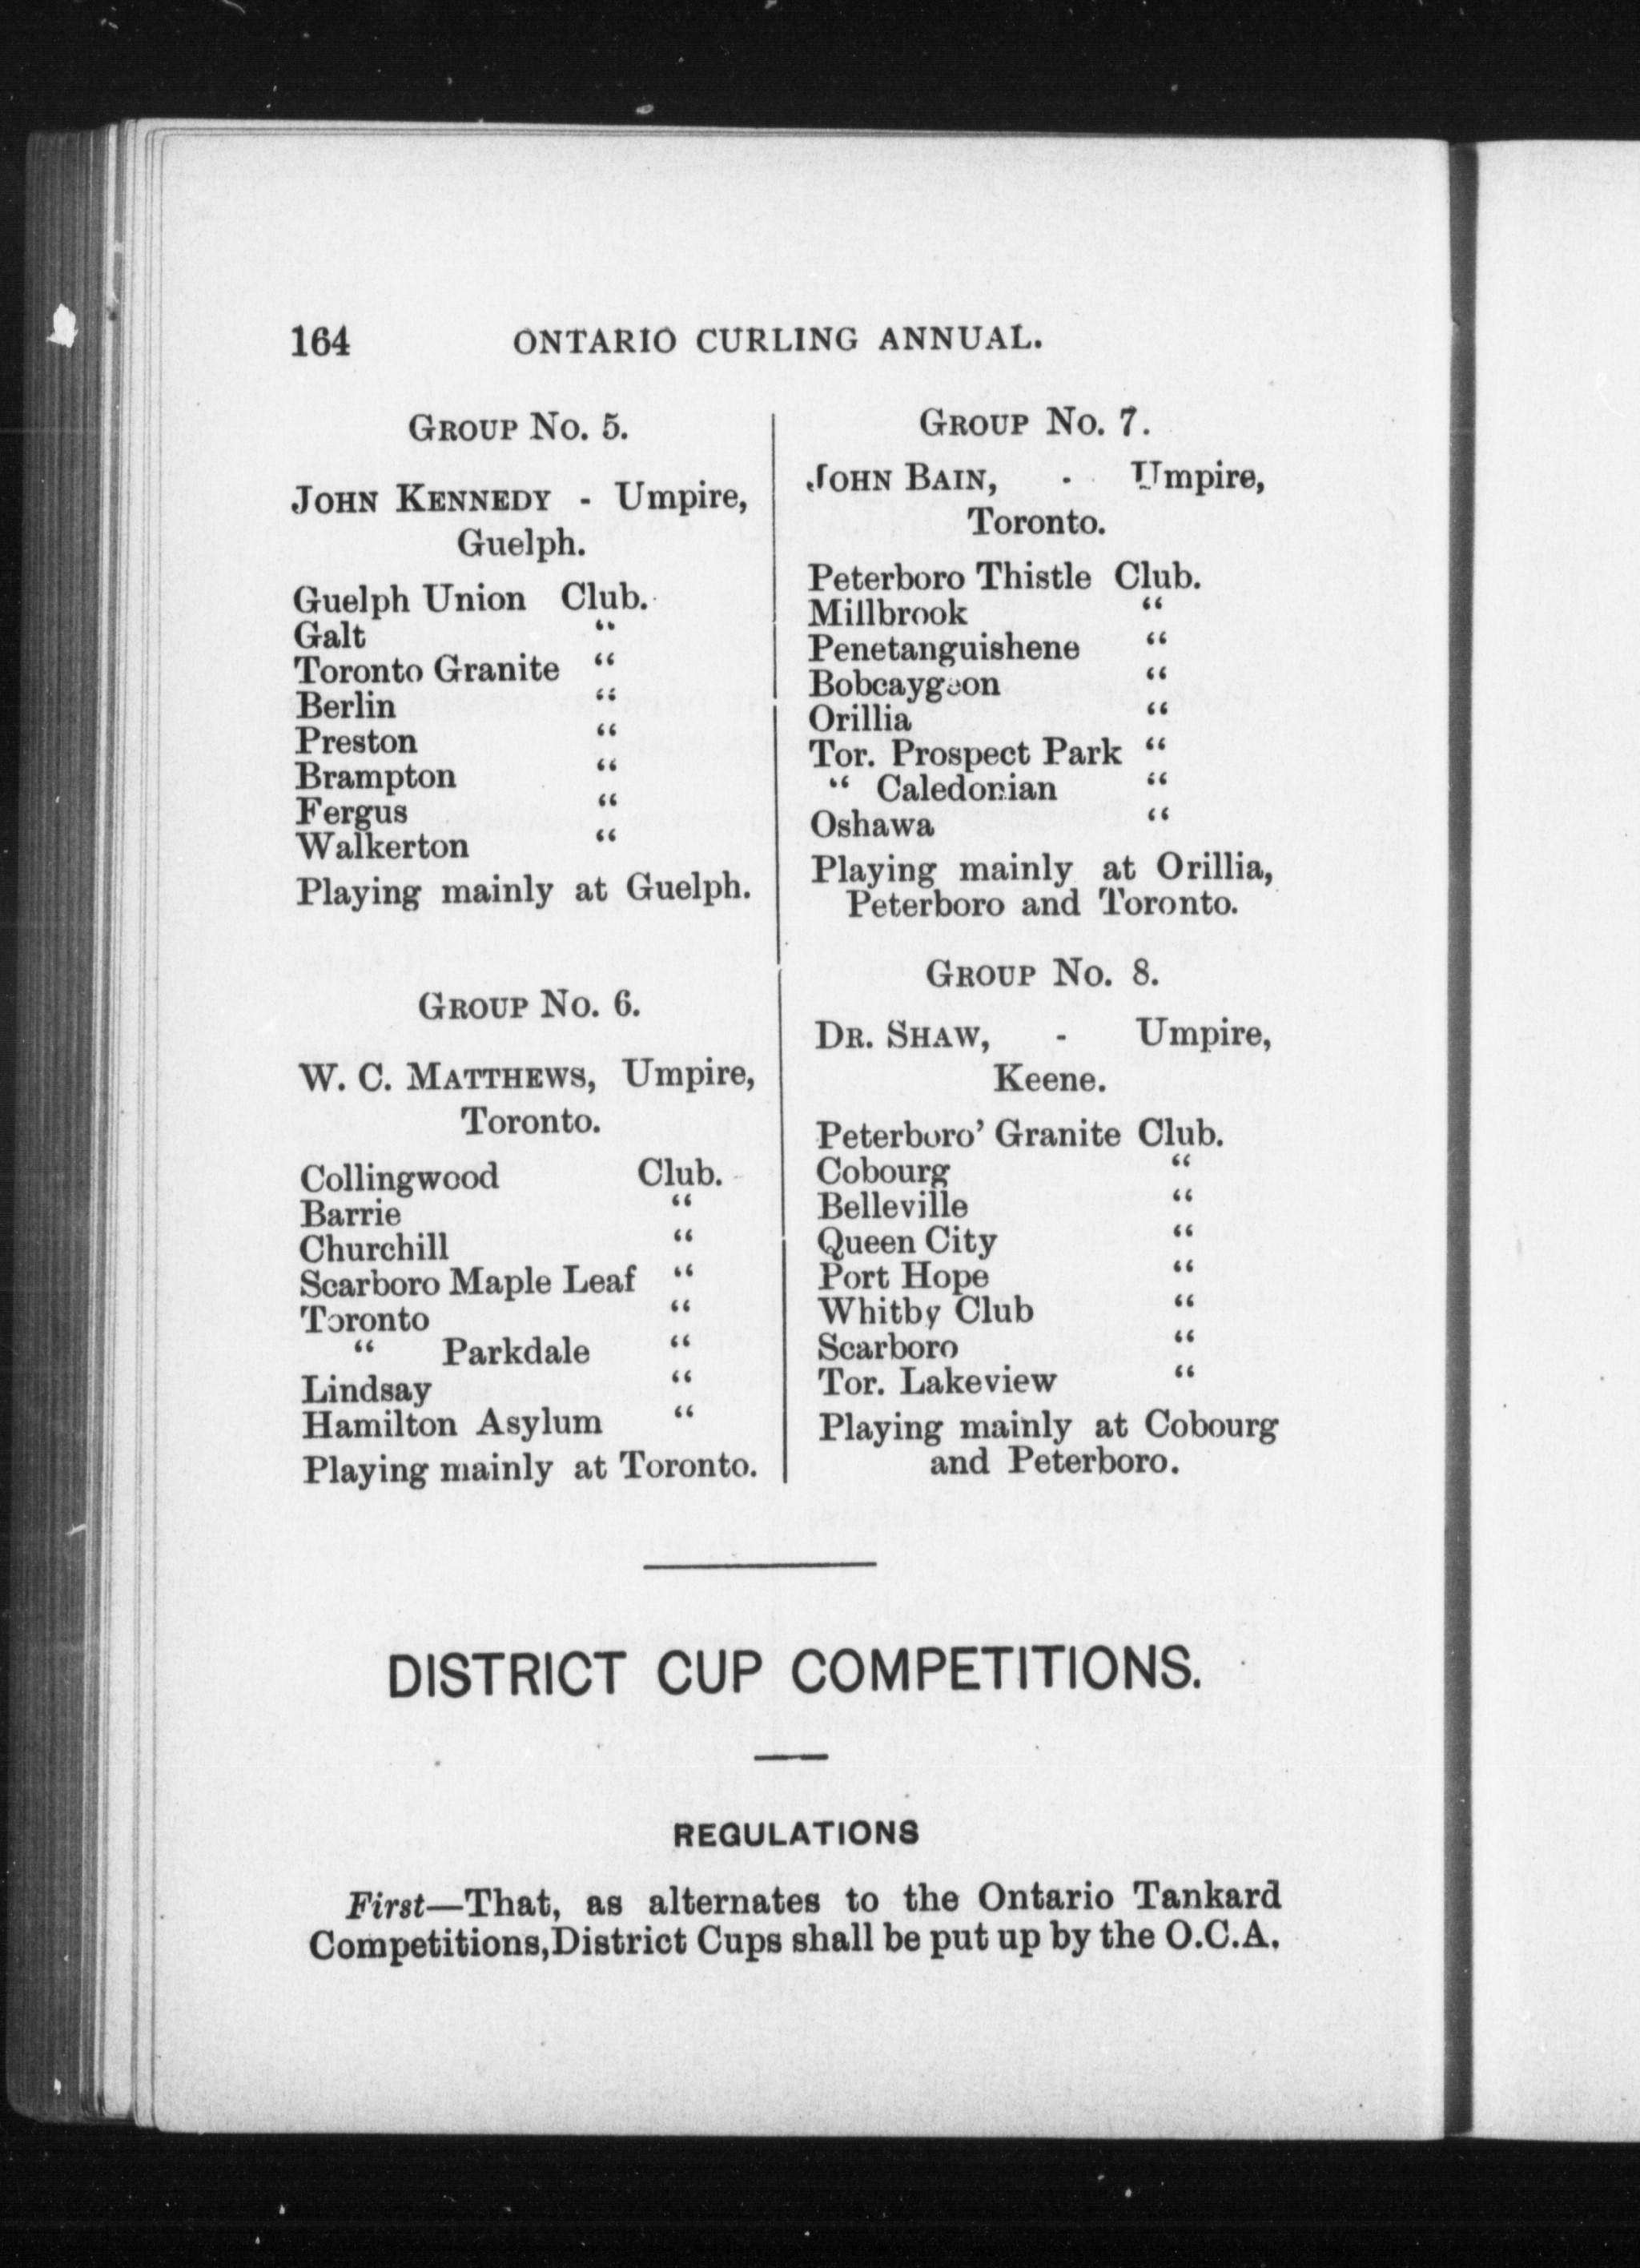 164 ONTARIO CURLING ANNUAL.
GROUP No. 5.
JOHN KENNEDY - Umpire,
Guelph.
Guelph Union Club.
Galt “
Toronto Granite “
Berlin “
Preston “
Brampton “
Fergus “
Walkerton “
Playing mainly at Guelph.
GROUP No. 6.
W. C. MATTHEWS, Umpire,
Toronto.
Collingwood Club.
Barrie “
Churchill “
Scarboro Maple Leaf “
Toronto “
“ Parkdale “
Lindsay “
Hamilton Asylum “
Playing mainly at Toronto.
GROUP No. 7.
JOHN BAIN, - Umpire,
Toronto.
Peterboro Thistle Club.
Millbrook “
Penetanguishene “
Bobcaygeon “
Orillia “
Tor. Prospect Park “
“ Caledonian “
Oshawa “
Playing mainly at Orillia,
Peterboro and Toronto.
GROUP No. 8.
DR. SHAW, - Umpire,
Keene.
Peterboro’ Granite Club.
Cobourg “
Belleville “
Queen City “
Port Hope “
Whitby Club “
Scarboro “
Tor. Lakeview “
Playing mainly at Cobourg
and Peterboro.
DISTRICT CUP COMPETITIONS.
REGULATIONS
First—That, as alternates to the Ontario Tankard
Competitions,District Cups shall be put up by the O.C.A.